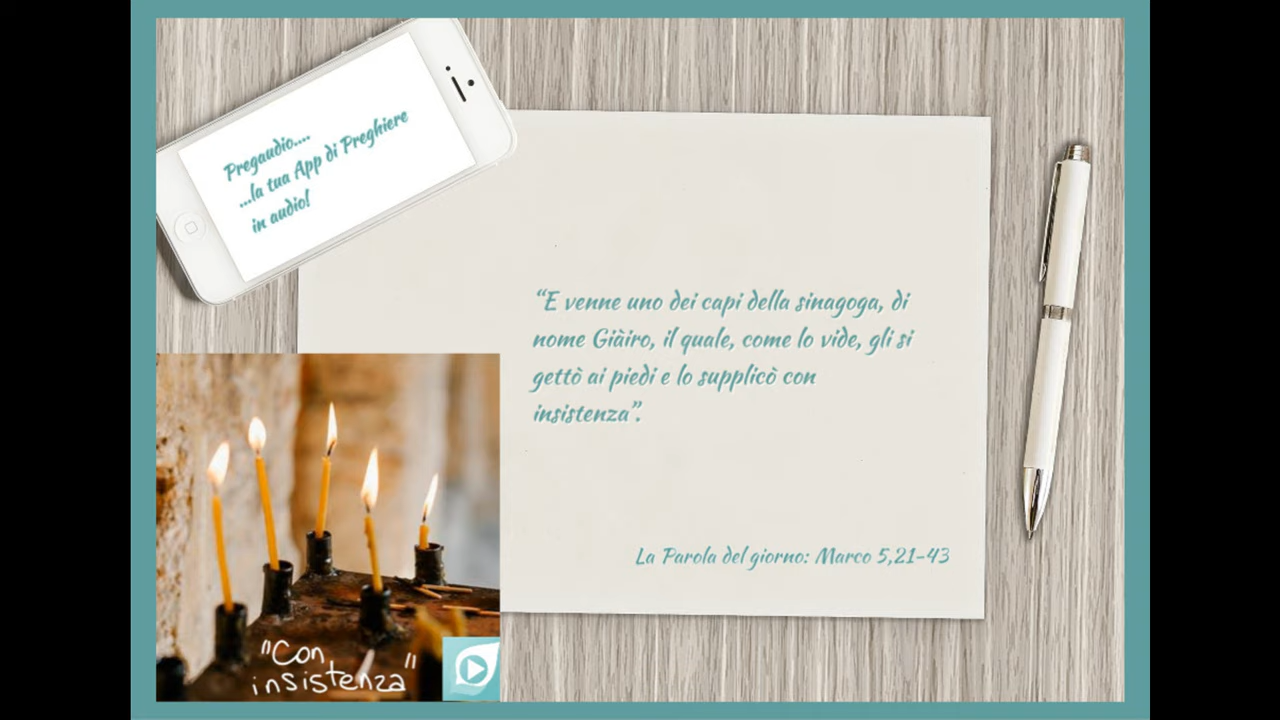 Pregaudio....
...la tua App di Preghiere
in audio!
“E venne uno dei capi della sinagoga, di
nome Giàiro, il quale, come lo vide, gli si
gettò ai piedi e lo supplicò con
insistenza”.
La Parola del giorno: Marco 5,21-43
"Con
insistenza"